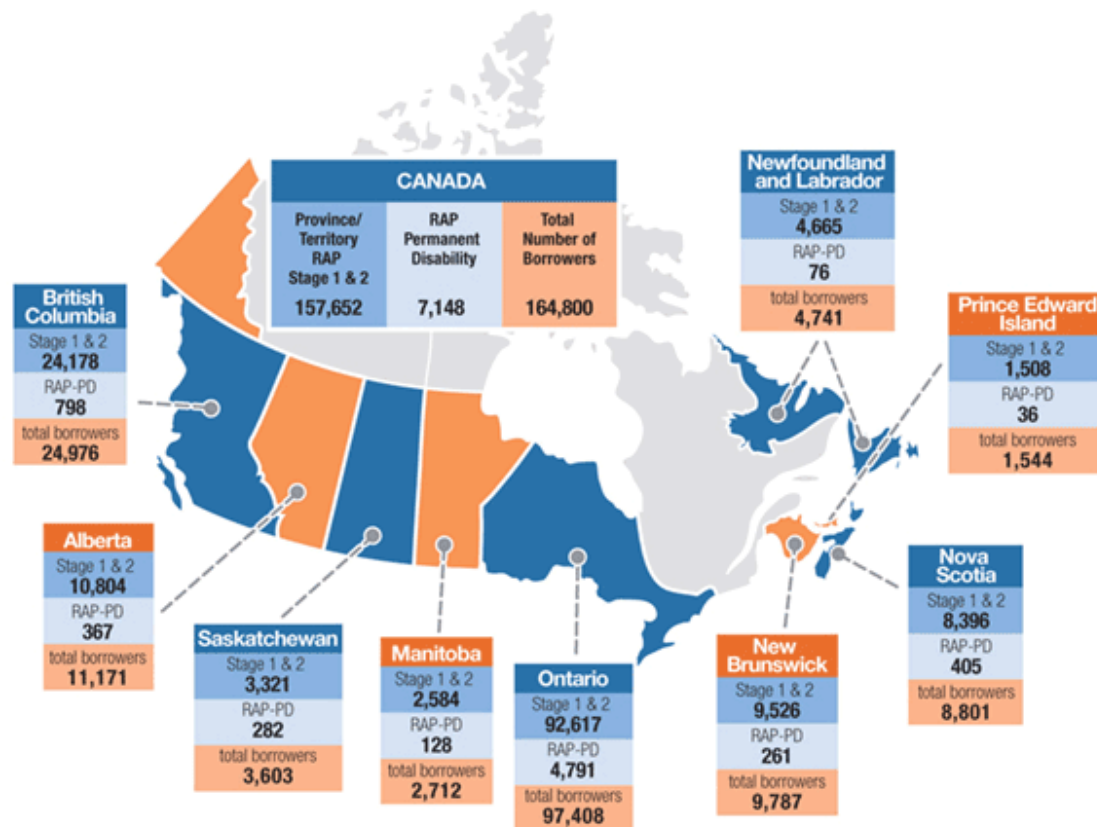 CANADA
Province/
Territory
RAP
Stage 1 & 2
157,652
RAP
Permanent
Disability
7,148
Total
Number of
Borrowers
164,800
Newfoundland
and Labrador
Stage 1 & 2
4,665
RAP-PD
76
total borrowers
4,741
British
Columbia
Stage 1 & 2
24,178
RAP-PD
798
total borrowers
24,976
Prince Edward
Island
Stage 1 & 2
1,508
RAP-PD
36
total borrowers
1,544
Alberta
Stage 1 & 2
10,804
RAP-PD
367
total borrowers
11,171
Saskatchewan
Stage 1 & 2
3,321
RAP-PD
282
total borrowers
3,603
Manitoba
Stage 1 & 2
2,584
RAP-PD
128
total borrowers
2,712
Ontario
Stage 1 & 2
92,617
RAP-PD
4,791
total borrowers
97,408
New
Brunswick
Stage 1 & 2
9,526
RAP-PD
261
total borrowers
9,787
Nova
Scotia
Stage 1 & 2
8,396
RAP-PD
405
total borrowers
8,801